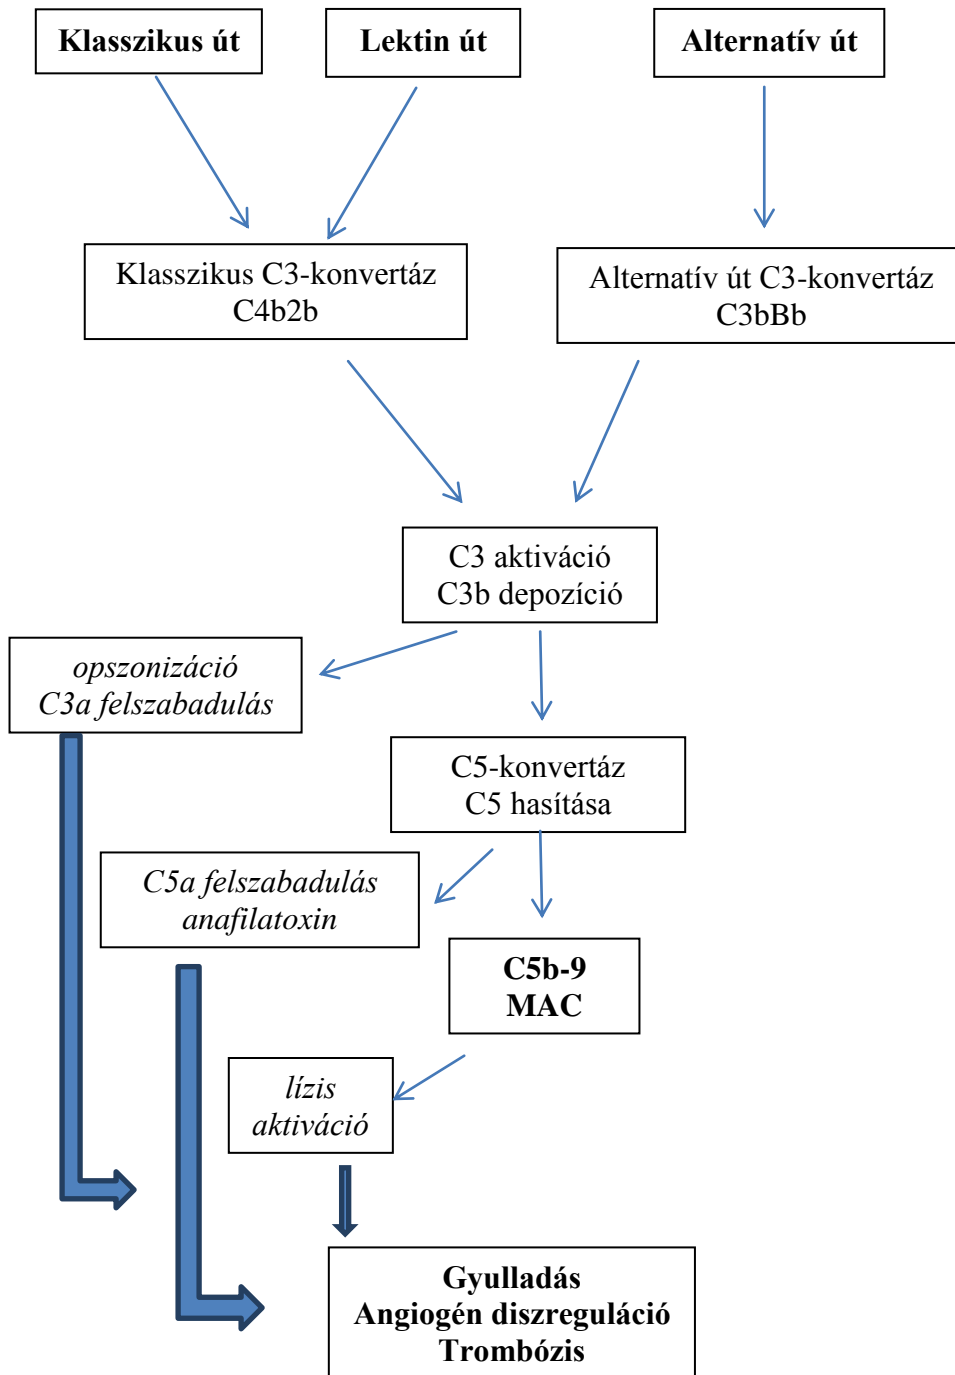 Klasszikus út
Lektin út
Alternatív út
Klasszikus C3-konvertáz
C4b2b
Alternatív út C3-konvertáz
C3bBb
C3 aktiváció
C3b depozíció
opszonizáció
C3a felszabadulás
C5-konvertáz
C5 hasítása
C5a felszabadulás
anafilatoxin
C5b-9
MAC
lízis
aktiváció
Gyulladás
Angiogén diszreguláció
Trombózis